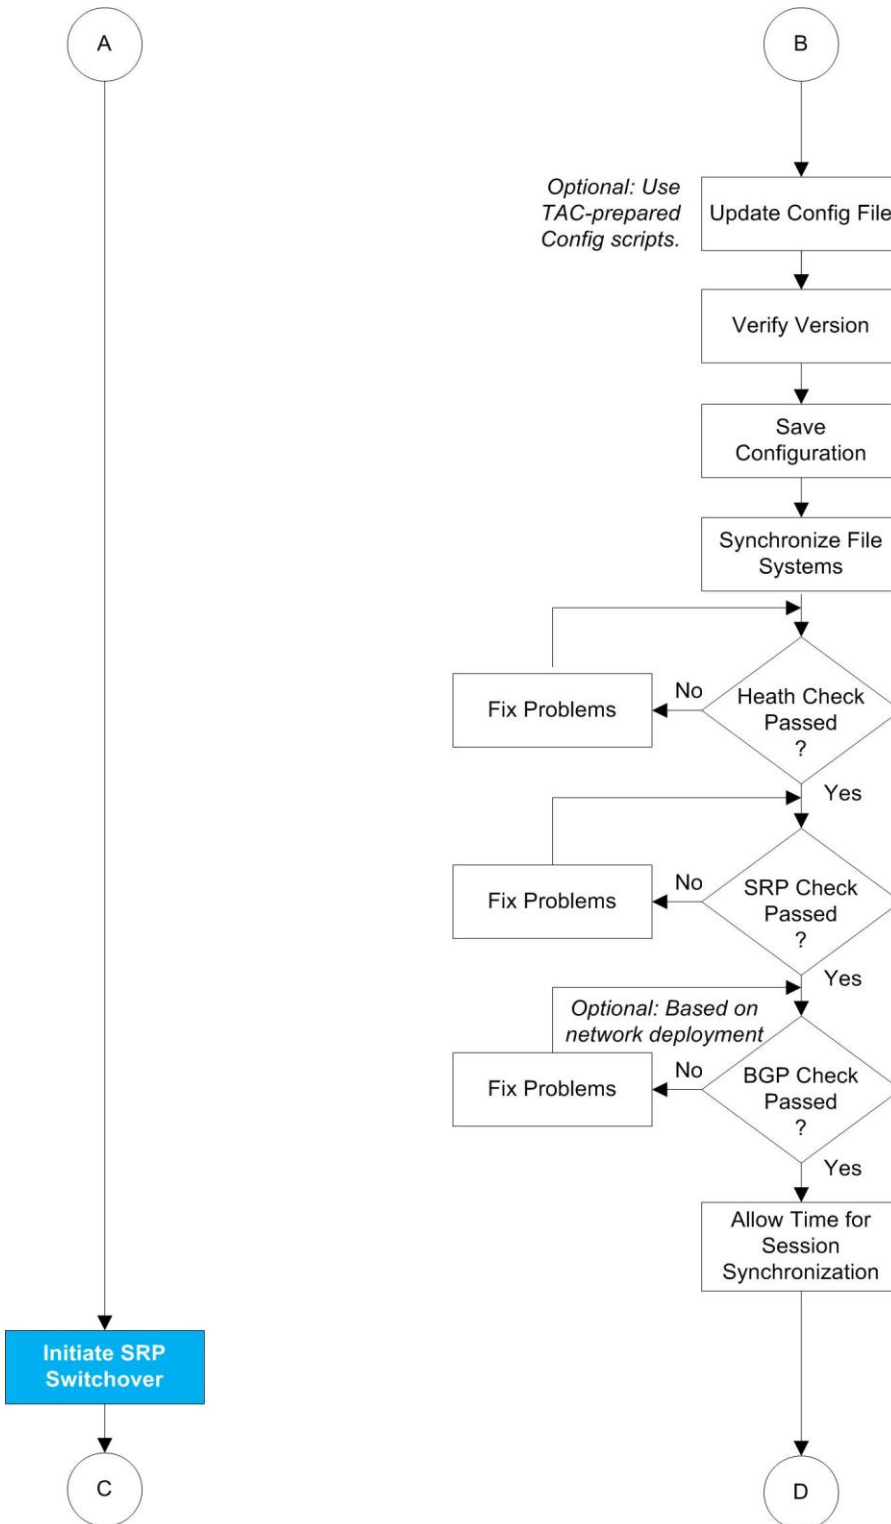 A
B
Optional: Use
TAC-prepared
Config scripts.
Update Config File
Verify Version
Save
Configuration
Synchronize File
Systems
Heath Check
Passed
?
No
Fix Problems
Yes
SRP Check
Passed
?
No
Fix Problems
Yes
Optional: Based on
network deployment
BGP Check
Passed
?
No
Fix Problems
Yes
Allow Time for
Session
Synchronization
Initiate SRP
Switchover
C
D